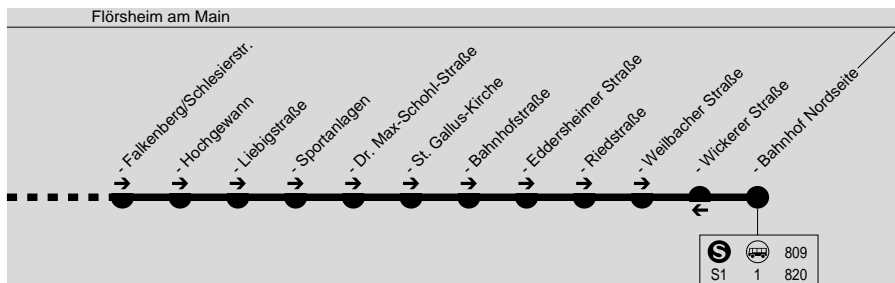 Flörsheim am Main
- Falkenberg/Schlesierstr.
- Hochgewann
- Liebigstraße
- Sportanlagen
- Dr. Max-Schohl-Straße
- St. Gallus-Kirche
- Bahnhofstraße
- Eddersheimer Straße
- Riedstraße
- Weilbacher Straße
- Wickerer Straße
- Bahnhof Nordseite
S 809
S1 1 820